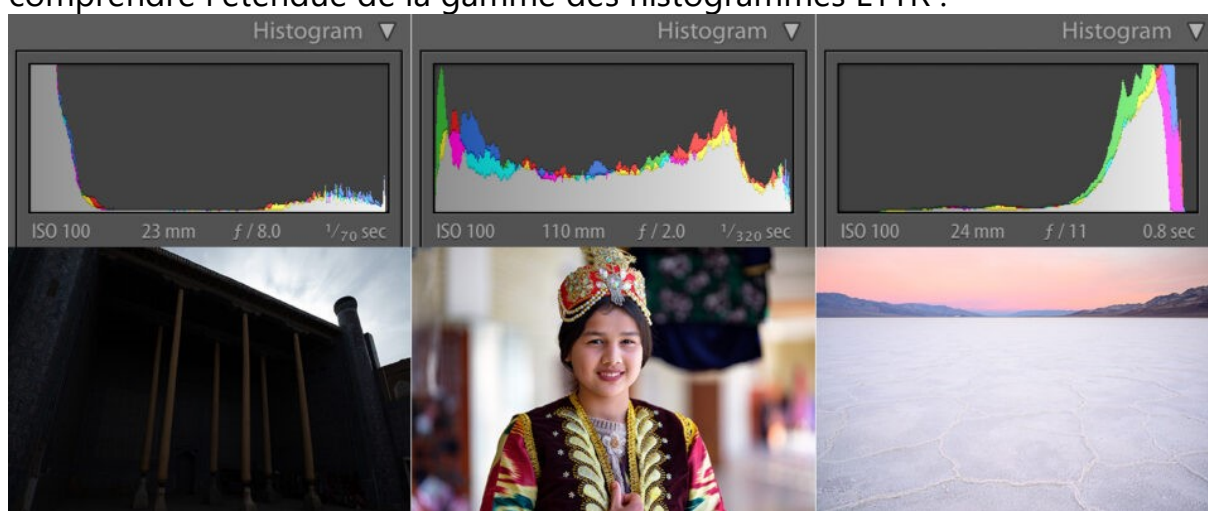 comprendre l'étendue de la gamme des histogrammes ETTR :
Histogram
Histogram
Histogram
ISO 100 23 mm ƒ / 8.0 1/70 sec
ISO 100 110 mm ƒ / 2.0 1/320 sec
ISO 100 24 mm ƒ / 11 0.8 sec